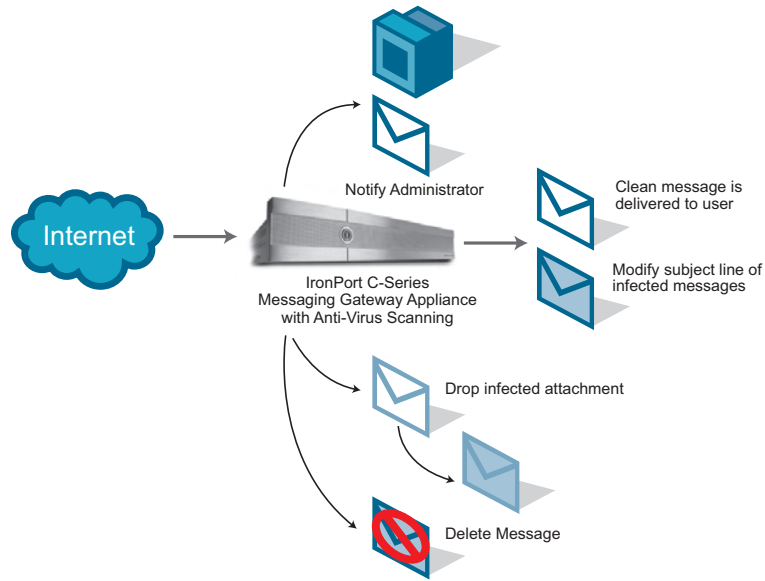 Notify Administrator
Clean message is
delivered to user
Internet
Modify subject line of
infected messages
IronPort C-Series
Messaging Gateway Appliance
with Anti-Virus Scanning
Drop infected attachment
Delete Message